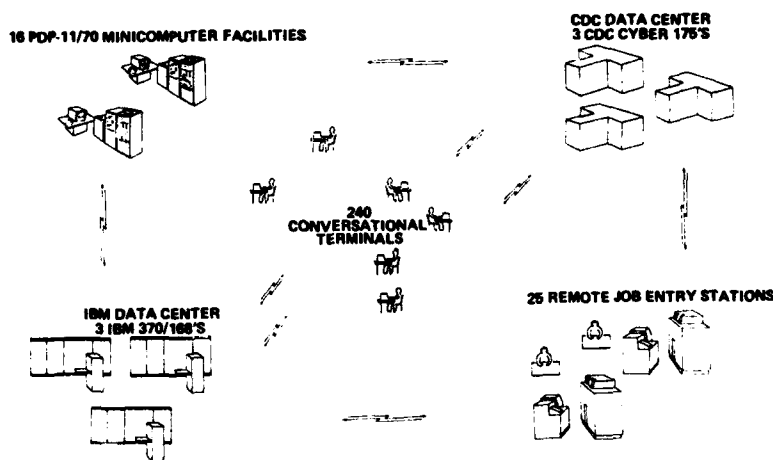 16 PDP-11/70 MINICOMPUTER FACILITIES
CDC DATA CENTER
3 CDC CYBER 175'S
240
CONVERSATIONAL
TERMINALS
IBM DATA CENTER
3 IBM 370/168'S
25 REMOTE JOB ENTRY STATIONS